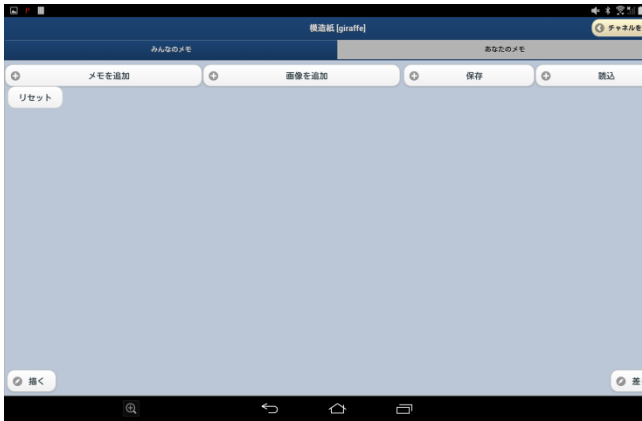 模造紙 [giraffe]
チャネルを
みんなのメモ
あなたのメモ
メモを追加
画像を追加
保存
読込
リセット
描く
差